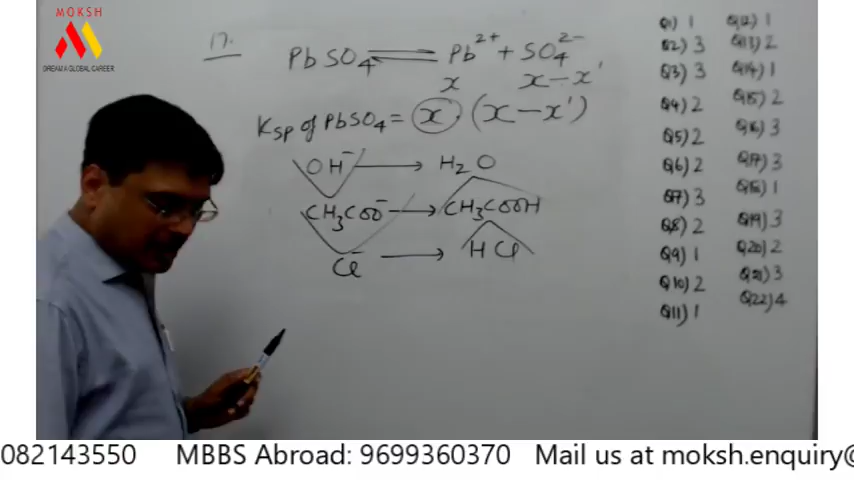 MOKSH
DREAM A GLOBAL CAREER
17.
PbSO₄ ⇌ Pb²⁺ + SO₄²⁻
x x-x'
Ksp of PbSO₄ = x · (x-x')
OH⁻ → H₂O
CH₃COO⁻ → CH₃COOH
Cl⁻ → HCl
Q1) 1
Q2) 3
Q3) 3
Q4) 2
Q5) 2
Q6) 2
Q7) 3
Q8) 2
Q9) 1
Q10) 2
Q11) 1
Q12) 1
Q13) 2
Q14) 1
Q15) 2
Q16) 3
Q17) 3
Q18) 1
Q19) 3
Q20) 2
Q21) 3
Q22) 4
082143550 MBBS Abroad: 9699360370 Mail us at moksh.enquiry@